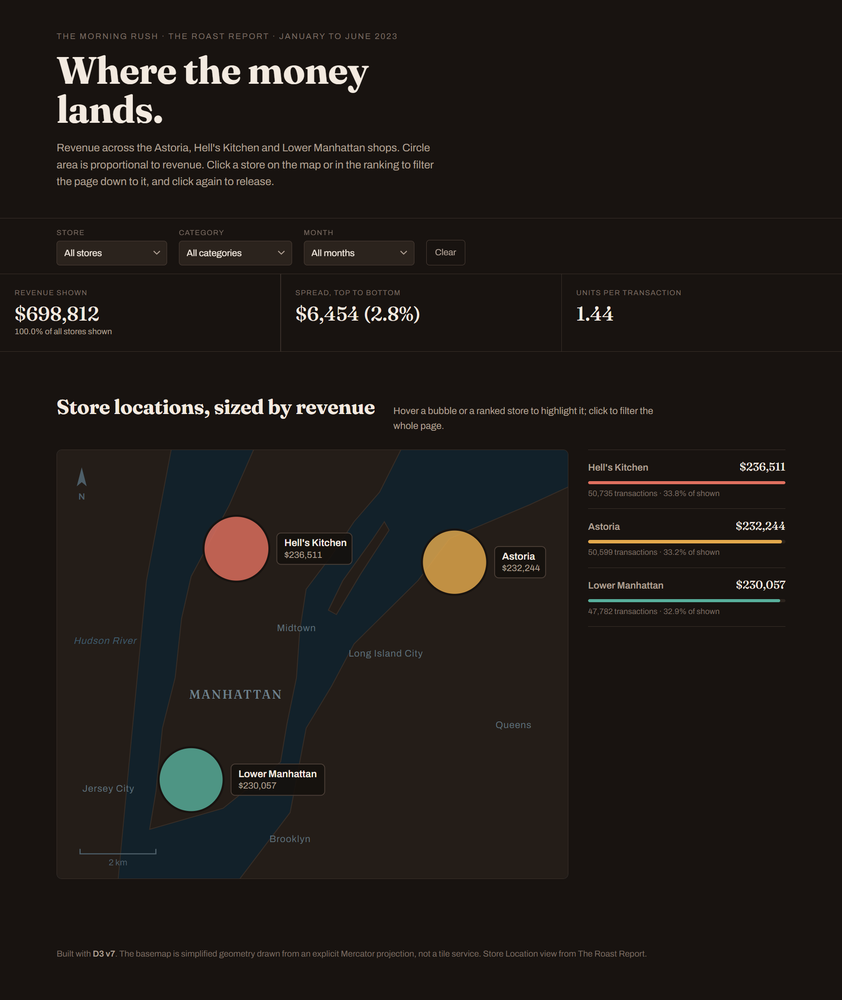 THE MORNING RUSH · THE ROAST REPORT · JANUARY TO JUNE 2023
Where the money
lands.
Revenue across the Astoria, Hell's Kitchen and Lower Manhattan shops. Circle
area is proportional to revenue. Click a store on the map or in the ranking to filter
the page down to it, and click again to release.
STORE
CATEGORY
MONTH
All stores
All categories
All months
Clear
REVENUE SHOWN
$698,812
100.0% of all stores shown
SPREAD, TOP TO BOTTOM
$6,454 (2.8%)
UNITS PER TRANSACTION
1.44
Store locations, sized by revenue
Hover a bubble or a ranked store to highlight it; click to filter the
whole page.
N
Hell's Kitchen
$236,511
Astoria
$232,244
Midtown
Hudson River
Long Island City
MANHATTAN
Queens
Lower Manhattan
$230,057
Jersey City
Brooklyn
2 km
Hell's Kitchen
$236,511
50,735 transactions · 33.8% of shown
Astoria
$232,244
50,599 transactions · 33.2% of shown
Lower Manhattan
$230,057
47,782 transactions · 32.9% of shown
Built with D3 v7. The basemap is simplified geometry drawn from an explicit Mercator projection, not a tile service. Store Location view from The Roast Report.